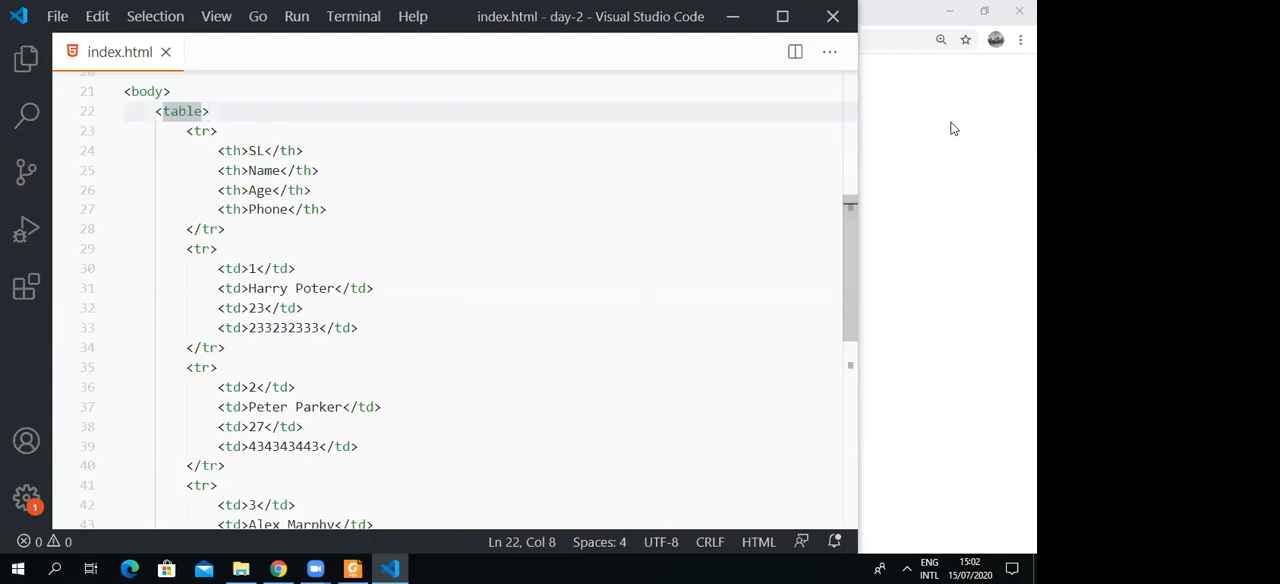 File Edit Selection View Go Run Terminal Help index.html - day-2 - Visual Studio Code
index.html
21 <body>
22 <table>
23 <tr>
24 <th>SL</th>
25 <th>Name</th>
26 <th>Age</th>
27 <th>Phone</th>
28 </tr>
29 <tr>
30 <td>1</td>
31 <td>Harry Poter</td>
32 <td>23</td>
33 <td>233232333</td>
34 </tr>
35 <tr>
36 <td>2</td>
37 <td>Peter Parker</td>
38 <td>27</td>
39 <td>434343443</td>
40 </tr>
41 <tr>
42 <td>3</td>
43 <td>Alex Marphy</td>
1
0 0 Ln 22, Col 8 Spaces: 4 UTF-8 CRLF HTML
ENG 15:02
INTL 15/07/2020